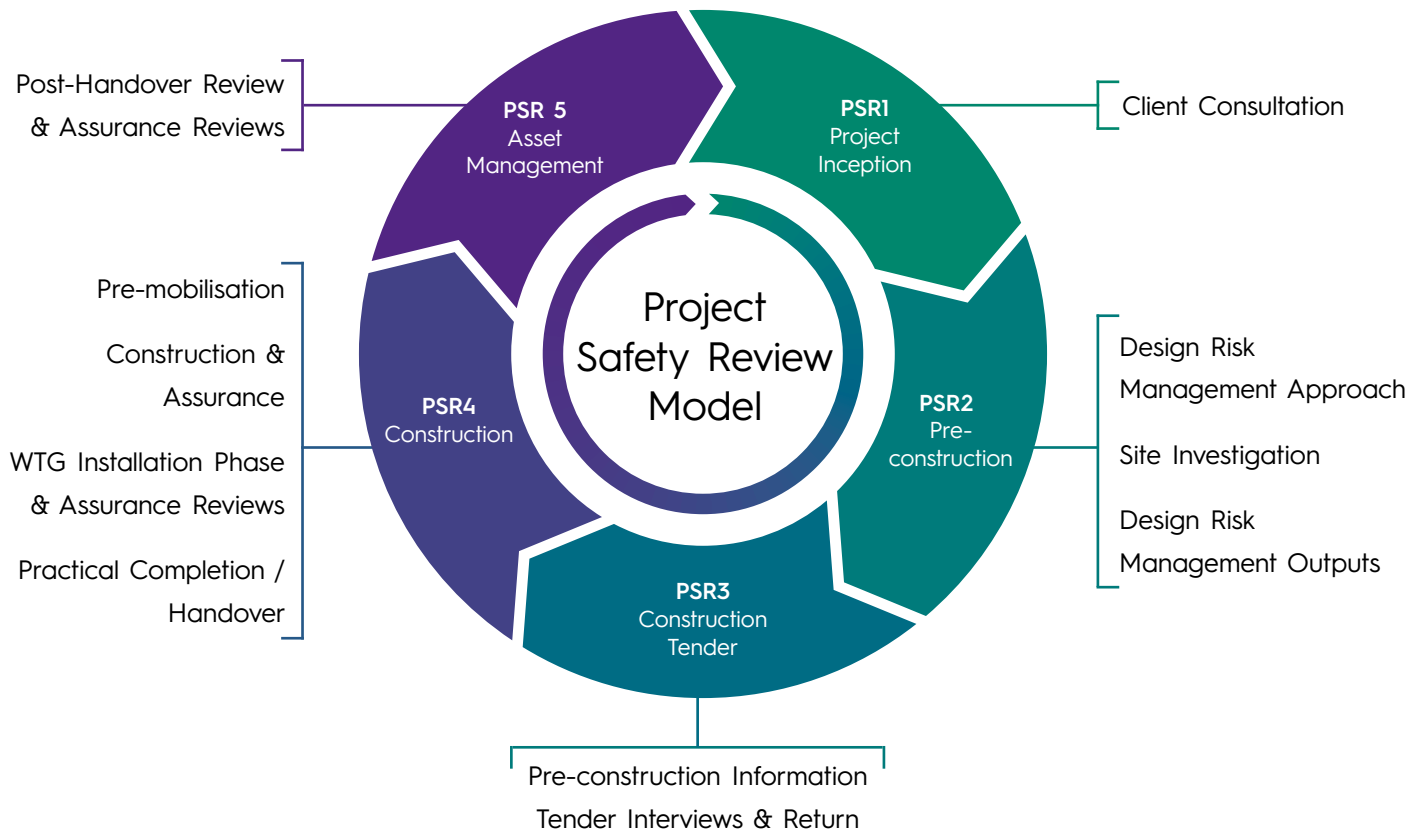 Project
Safety Review
Model
PSR1
Project
Inception
Client Consultation
PSR2
Pre-
construction
Design Risk
Management Approach
Site Investigation
Design Risk
Management Outputs
PSR3
Construction
Tender
Pre-construction Information
Tender Interviews & Return
PSR4
Construction
Pre-mobilisation
Construction &
Assurance
WTG Installation Phase
& Assurance Reviews
Practical Completion /
Handover
PSR 5
Asset
Management
Post-Handover Review
& Assurance Reviews